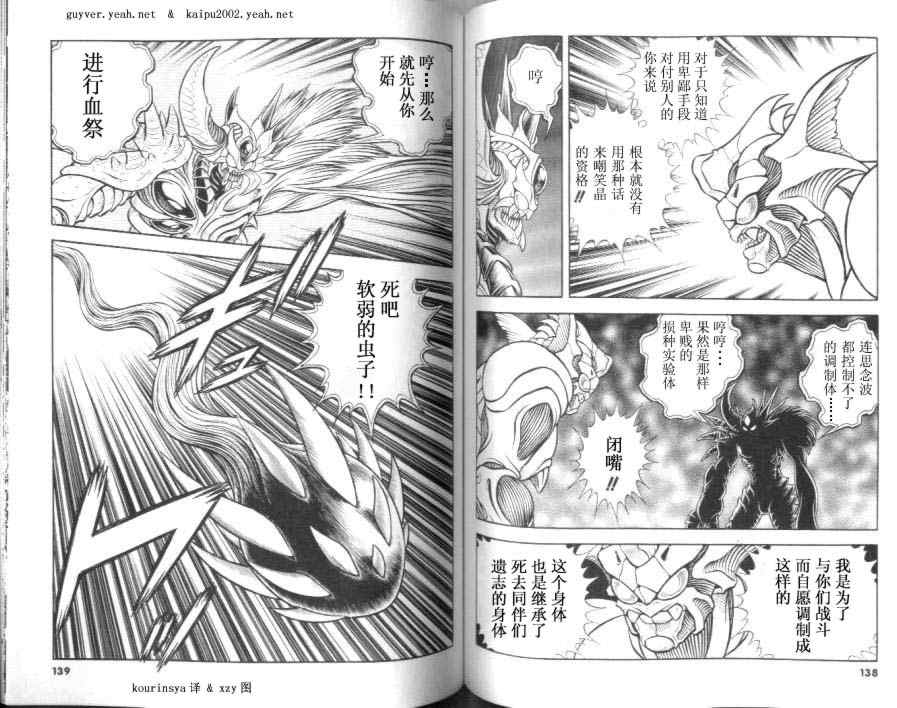 guyver.yeah.net & kaipu2002.yeah.net
对于只知道
用卑鄙手段
对付别人的
你来说
根本就没有
用那种话
来嘲笑晶
的资格!!
哼
连思念波
都控制不了
的调制体……
哼哼…
果然是那样
卑贱的
损种实验体
闭嘴!!
我是为了
与你们战斗
而自愿调制成
这样的
这个身体
也是继承了
死去同伴们
遗志的身体
138
哼…那么
就先从你
开始
进行血祭
死吧
软弱的虫子!!
139
kourinsya译 & xzy图